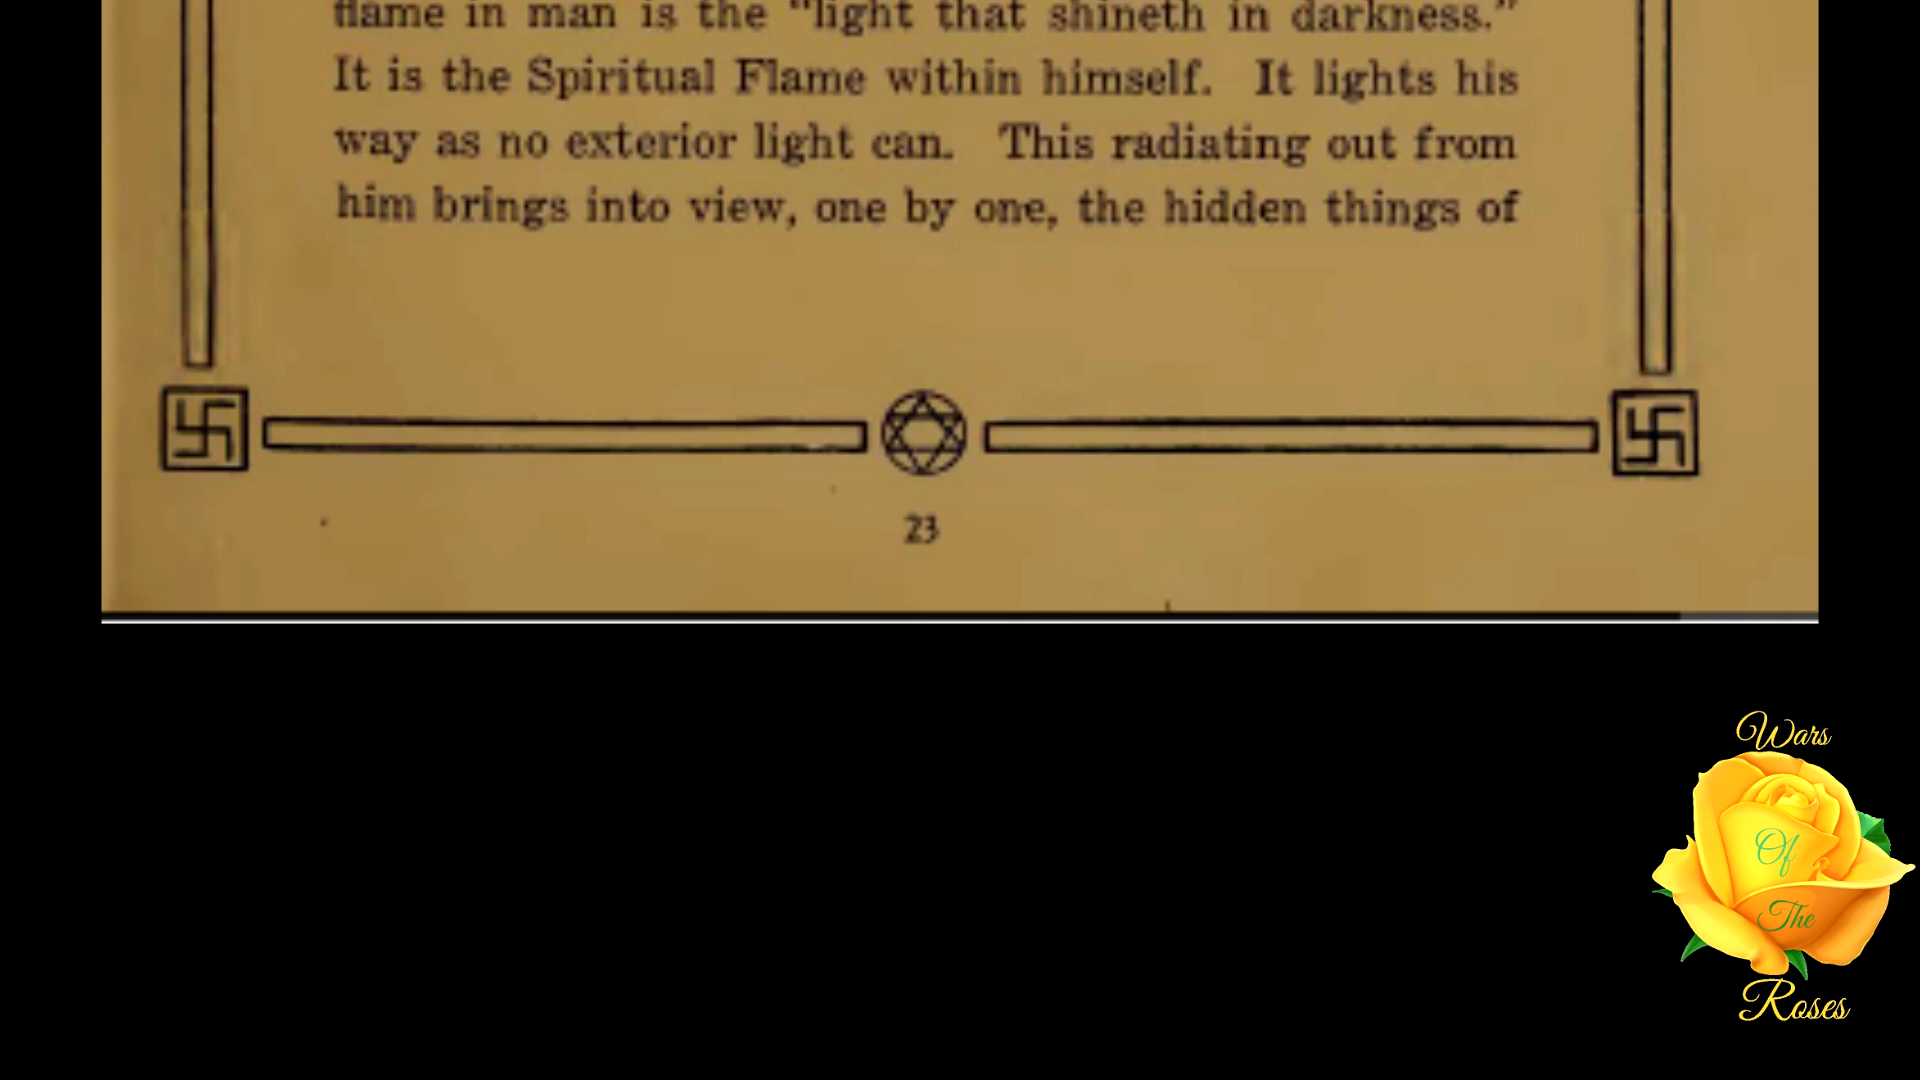 flame in man is the "light that shineth in darkness."
It is the Spiritual Flame within himself. It lights his
way as no exterior light can. This radiating out from
him brings into view, one by one, the hidden things of
23
Wars
Of
The
Roses